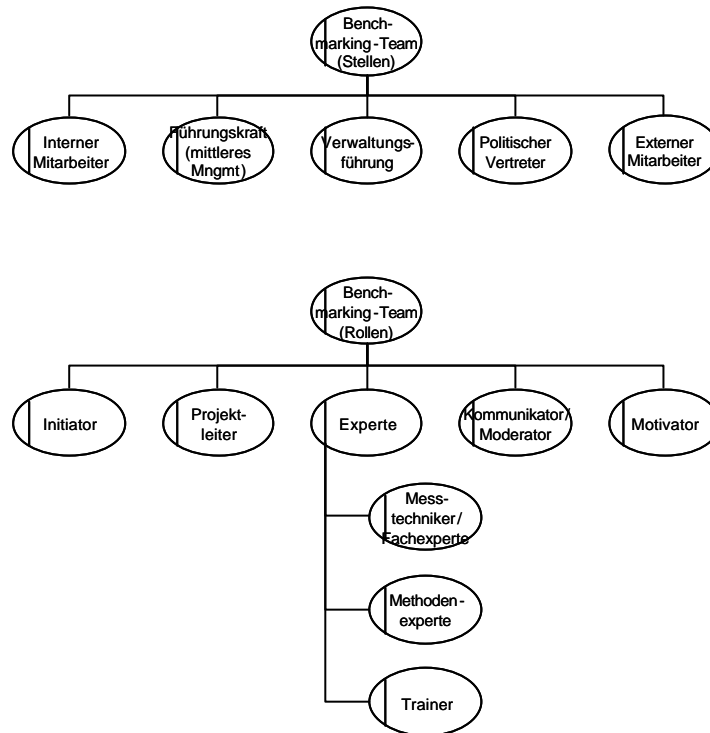 Bench-
marking-Team
(Stellen)
Interner
Mitarbeiter
Führungskraft
(mittleres
Mngmt)
Verwaltungs-
führung
Politischer
Vertreter
Externer
Mitarbeiter
Bench-
marking-Team
(Rollen)
Initiator
Projekt-
leiter
Experte
Kommunikator/
Moderator
Motivator
Mess-
techniker/
Fachexperte
Methoden-
experte
Trainer